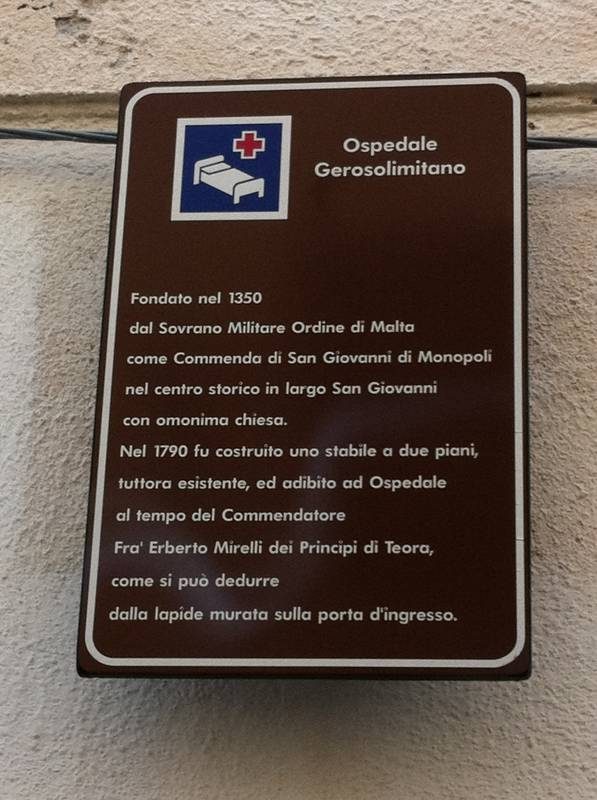 Ospedale
Gerosolimitano
Fondato nel 1350
dal Sovrano Militare Ordine di Malta
come Commenda di San Giovanni di Monopoli
nel centro storico in largo San Giovanni
con omonima chiesa.
Nel 1790 fu costruito uno stabile a due piani,
tuttora esistente, ed adibito ad Ospedale
al tempo del Commendatore
Fra' Erberto Mirelli dei Principi di Teora,
come si può dedurre
dalla lapide murata sulla porta d'ingresso.